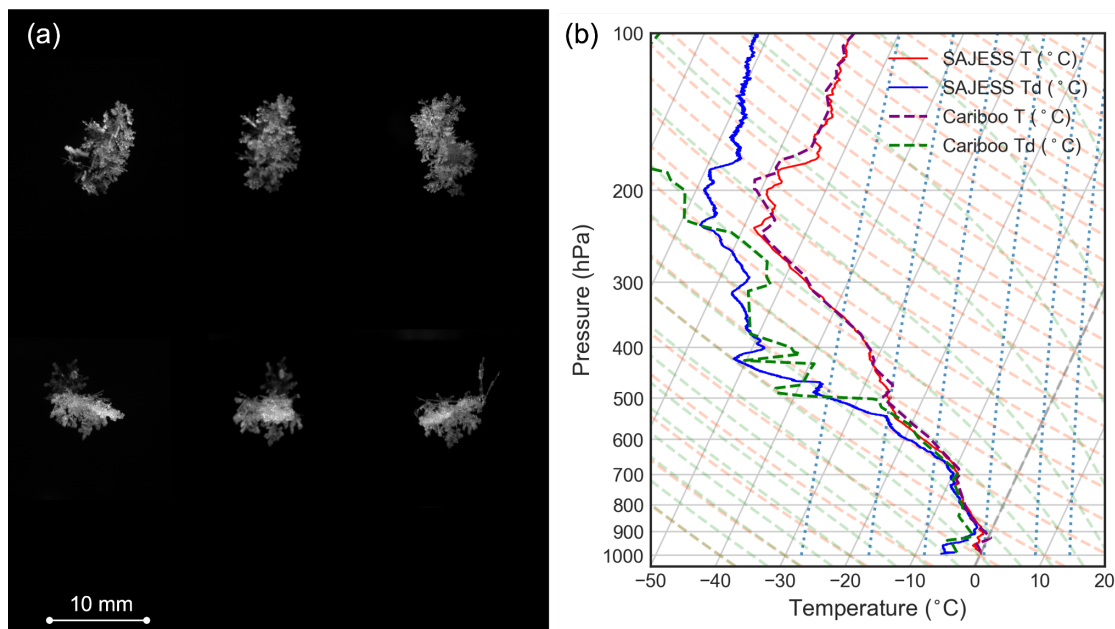 (a)
10 mm
(b)
SAJESS T (°C)
SAJESS Td (°C)
Cariboo T (°C)
Cariboo Td (°C)
Pressure (hPa)
100
200
300
400
500
600
700
800
900
1000
−50 −40 −30 −20 −10 0 10 20
Temperature (°C)